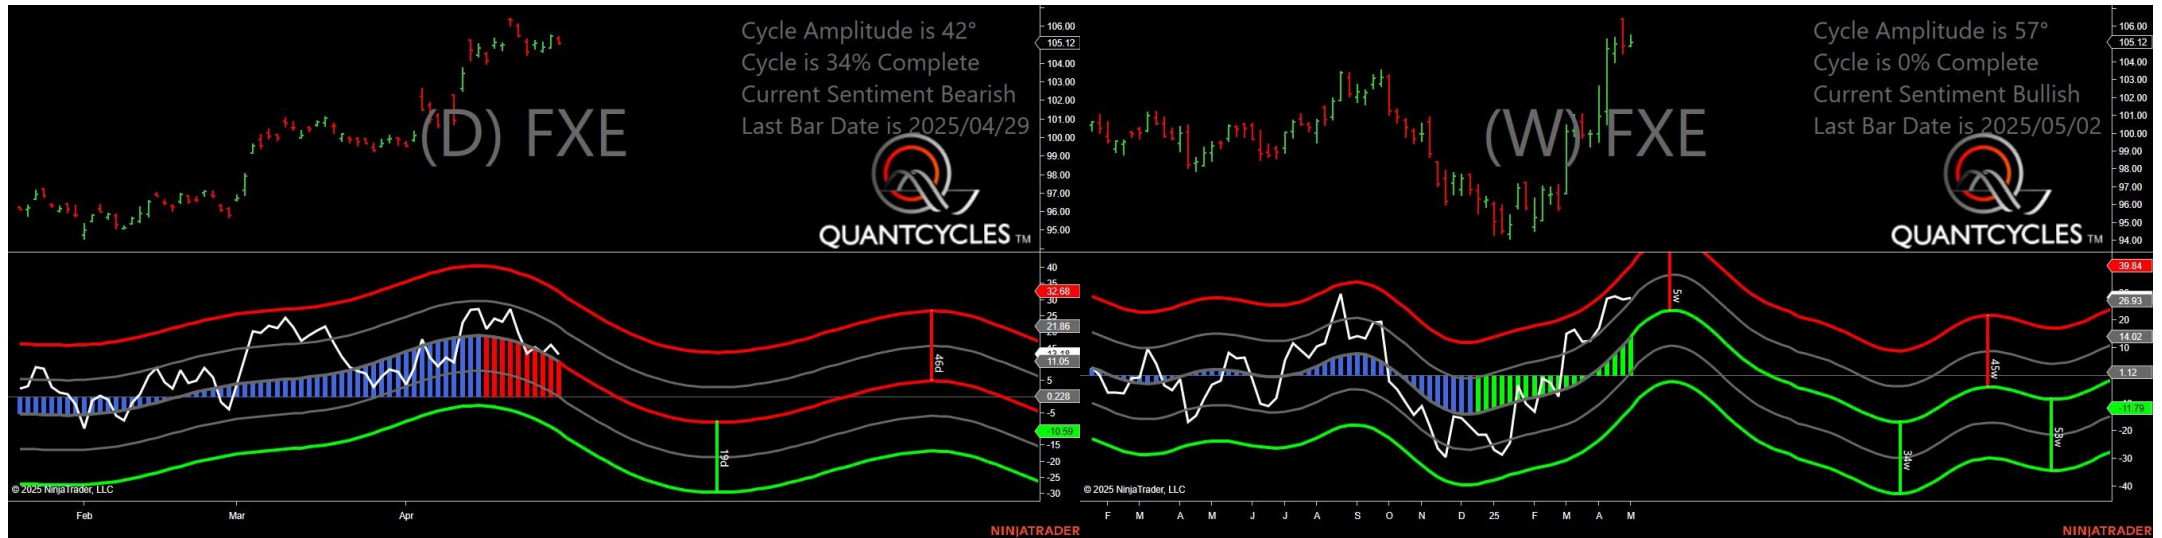 Cycle Amplitude is 42°
Cycle is 34% Complete
Current Sentiment Bearish
Last Bar Date is 2025/04/29
(D) FXE
QUANTCYCLES TM
106.00
105.12
104.00
103.00
102.00
101.00
100.00
99.00
98.00
97.00
96.00
95.00
40
32.68
30
25
21.86
11.05
5
0.228
-5
-10.59
-15
-20
-25
-30
46d
19d
© 2025 NinjaTrader, LLC
Feb Mar Apr
NINJATRADER
Cycle Amplitude is 57°
Cycle is 0% Complete
Current Sentiment Bullish
Last Bar Date is 2025/05/02
(W) FXE
QUANTCYCLES TM
106.00
105.12
104.00
103.00
102.00
101.00
100.00
99.00
98.00
97.00
96.00
95.00
94.00
39.84
26.93
20
14.02
10
1.12
-11.79
-20
-30
-40
5w
45w
34w
53w
© 2025 NinjaTrader, LLC
F M A M J J A S O N D 25 F M A M
NINJATRADER